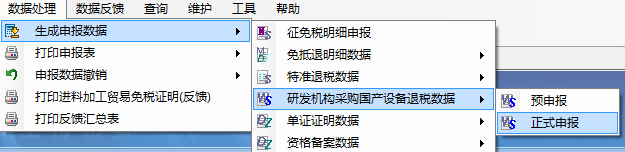 数据处理 数据反馈 查询 维护 工具 帮助
生成申报数据
打印申报表
申报数据撤销
打印进料加工贸易免税证明(反馈)
打印反馈汇总表
征免税明细申报
免抵退明细数据
特准退税数据
研发机构采购国产设备退税数据
单证证明数据
资格备案数据
预申报
正式申报